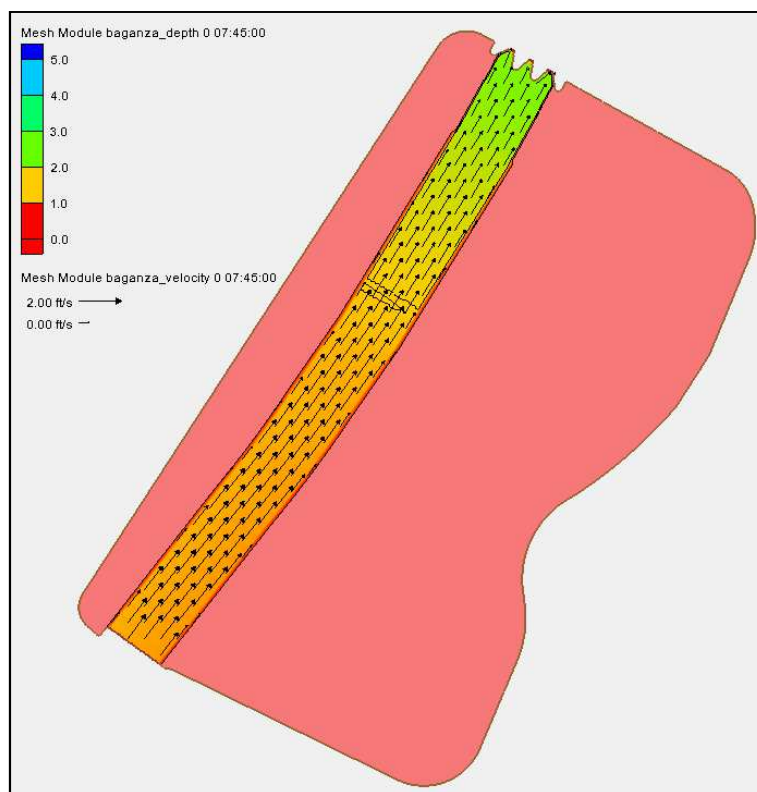 Mesh Module baganza_depth 0 07:45:00
5.0
4.0
3.0
2.0
1.0
0.0
Mesh Module baganza_velocity 0 07:45:00
2.00 ft/s
0.00 ft/s